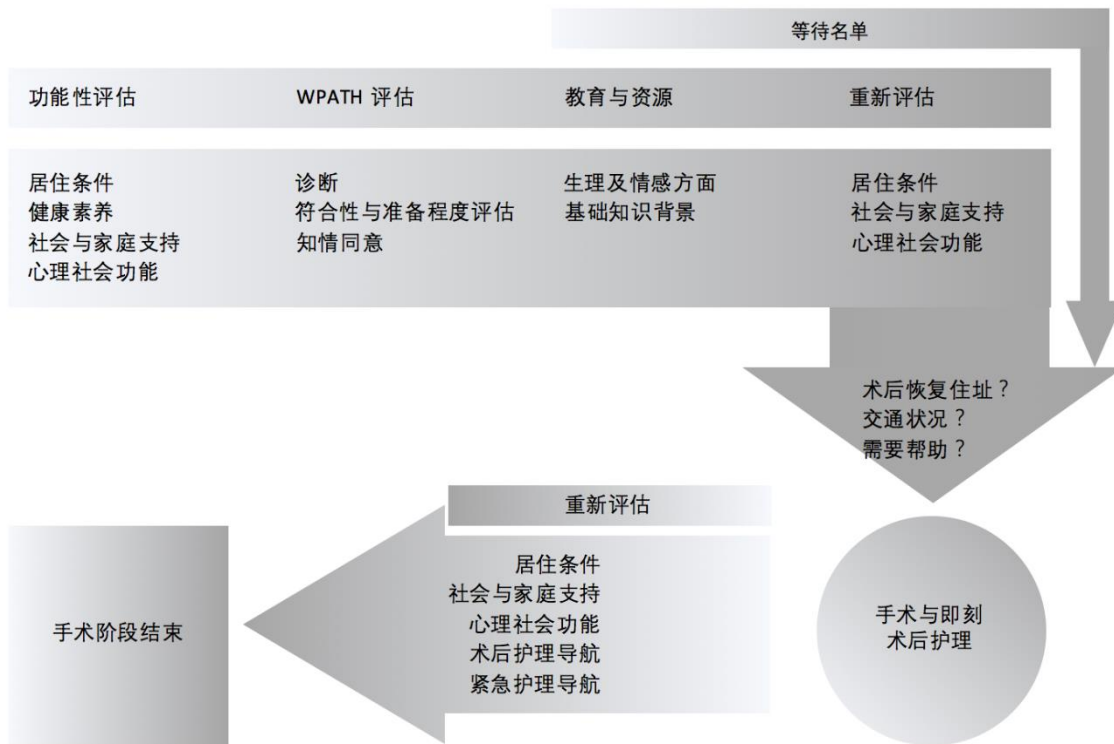 等待名单
功能性评估
WPATH 评估
教育与资源
重新评估
居住条件
健康素养
社会与家庭支持
心理社会功能
诊断
符合性与准备程度评估
知情同意
生理及情感方面
基础知识背景
居住条件
社会与家庭支持
心理社会功能
术后恢复住址？
交通状况？
需要帮助？
手术与即刻
术后护理
重新评估
居住条件
社会与家庭支持
心理社会功能
术后护理导航
紧急护理导航
手术阶段结束